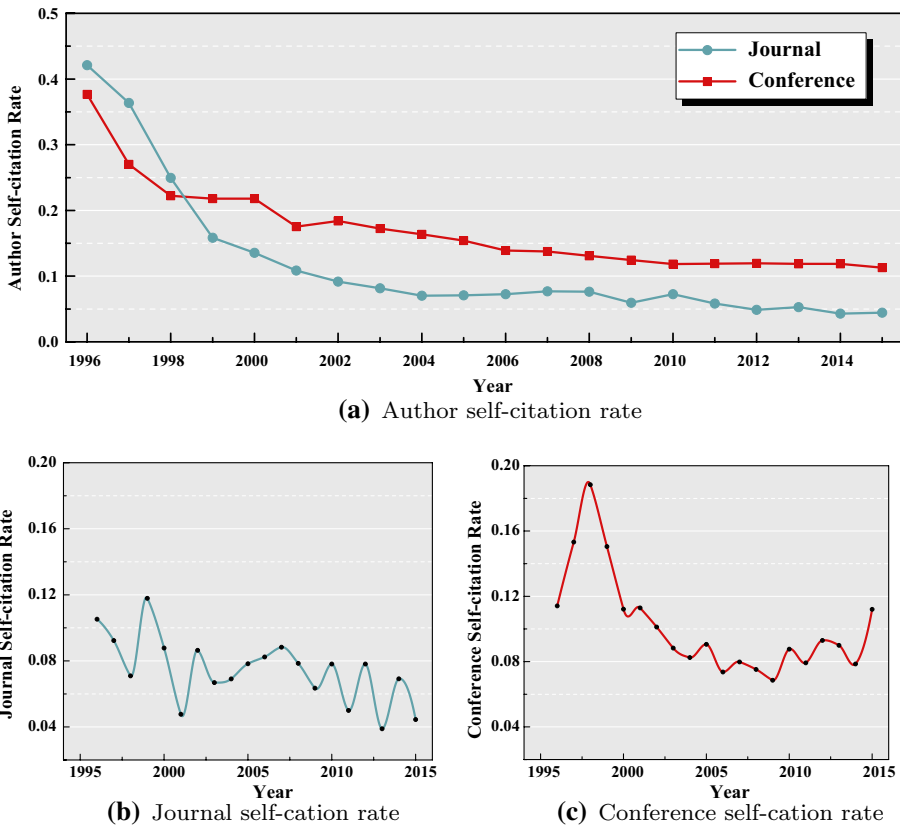 0.5
0.4
0.3
0.2
0.1
0.0
Author Self-citation Rate
Journal
Conference
1996 1998 2000 2002 2004 2006 2008 2010 2012 2014
Year
(a) Author self-citation rate
0.20
0.16
0.12
0.08
0.04
Journal Self-citation Rate
1995 2000 2005 2010 2015
Year
(b) Journal self-cation rate
0.20
0.16
0.12
0.08
0.04
Conference Self-citation Rate
1995 2000 2005 2010 2015
Year
(c) Conference self-cation rate